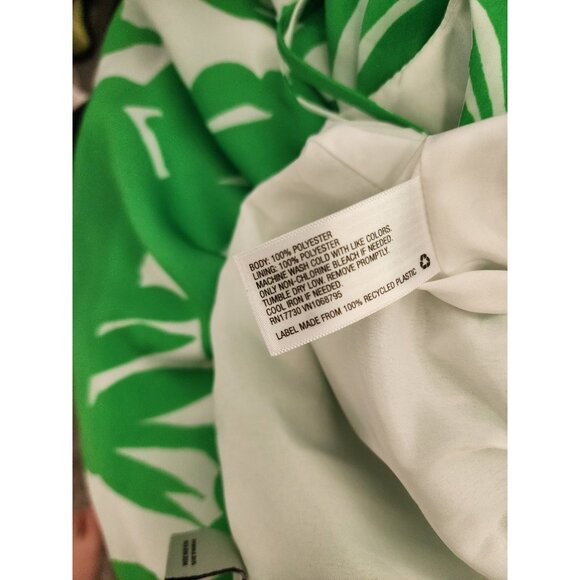 BODY: 100% POLYESTER
LINING: 100% POLYESTER
MACHINE WASH COLD WITH LIKE COLORS.
ONLY NON-CHLORINE BLEACH IF NEEDED.
TUMBLE DRY LOW. REMOVE PROMPTLY.
COOL IRON IF NEEDED.
RN17730 VN1068795
LABEL MADE FROM 100% RECYCLED PLASTIC